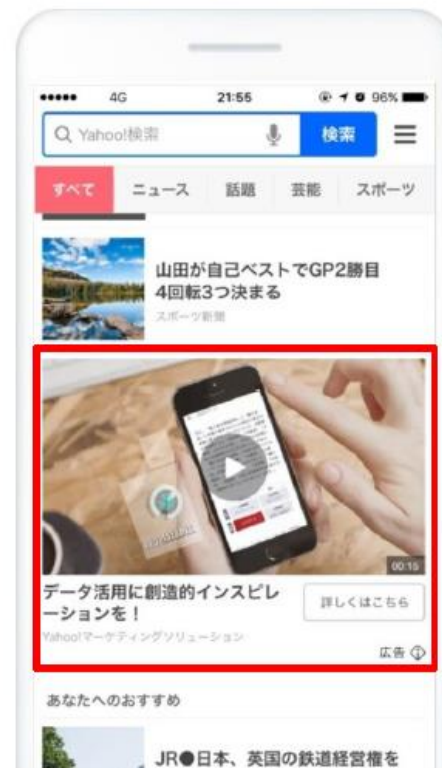 4G 21:55 96%
Yahoo!検索 検索
すべて ニュース 話題 芸能 スポーツ
山田が自己ベストでGP2勝目
4回転3つ決まる
スポーツ新聞
00:15
データ活用に創造的インスピレ
ーションを！
詳しくはこちら
Yahoo!マーケティングソリューション
広告
あなたへのおすすめ
JR●日本、英国の鉄道経営権を